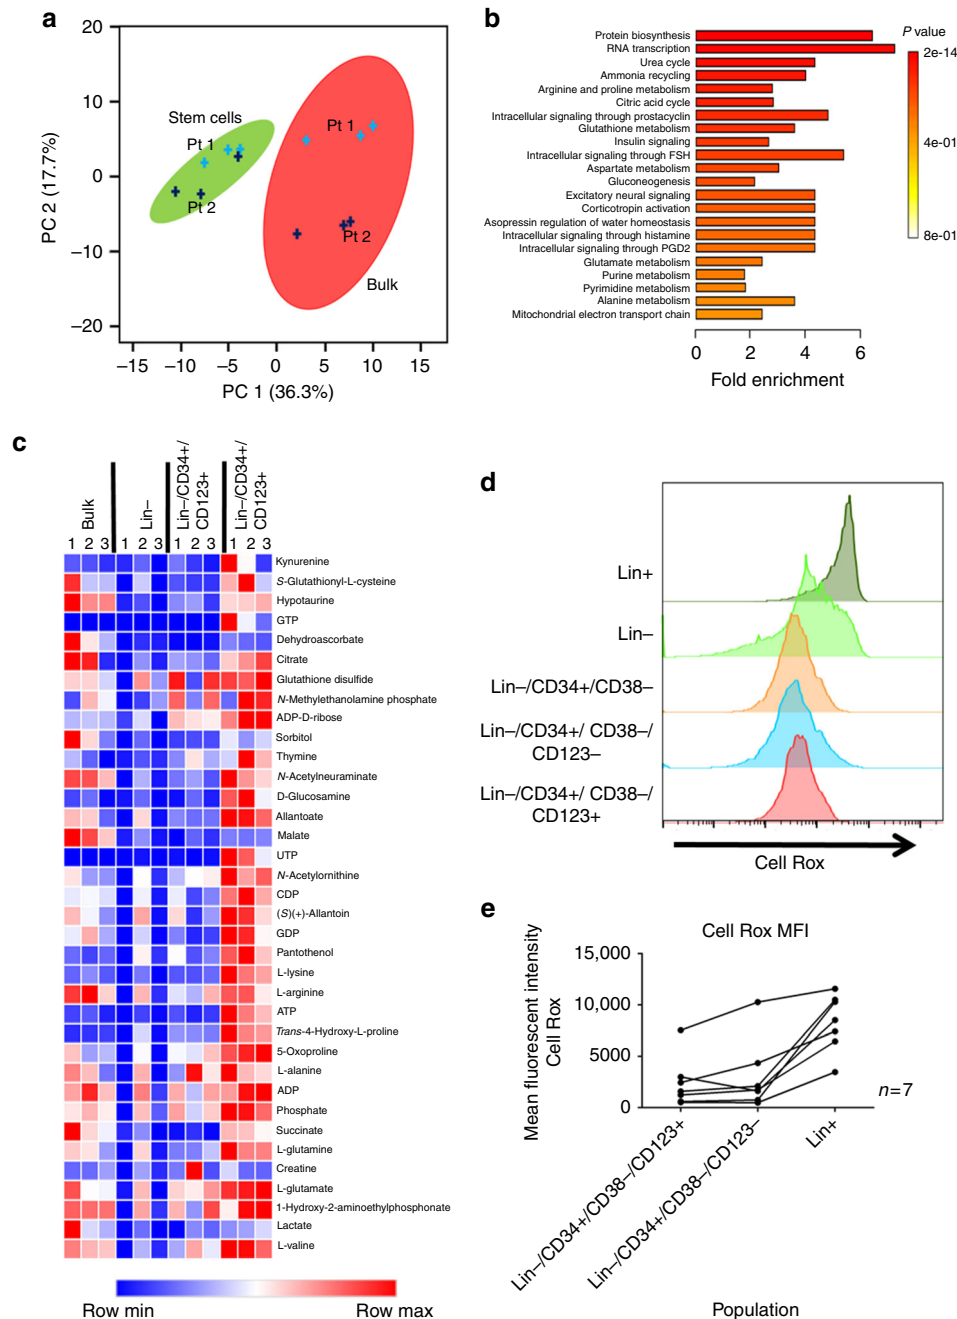 a
20
10
0
−10
−20
PC 2 (17.7%)
Stem cells
Pt 1
Pt 2
Pt 1
Pt 2
Bulk
−15 −10 −5 0 5 10 15
PC 1 (36.3%)
b
Protein biosynthesis
RNA transcription
Urea cycle
Ammonia recycling
Arginine and proline metabolism
Citric acid cycle
Intracellular signaling through prostacyclin
Glutathione metabolism
Insulin signaling
Intracellular signaling through FSH
Aspartate metabolism
Gluconeogenesis
Excitatory neural signaling
Corticotropin activation
Asopressin regulation of water homeostasis
Intracellular signaling through histamine
Intracellular signaling through PGD2
Glutamate metabolism
Purine metabolism
Pyrimidine metabolism
Alanine metabolism
Mitochondrial electron transport chain
0 2 4 6
Fold enrichment
P value
2e-14
4e-01
8e-01
c
Bulk
Lin−
Lin−/CD34+/
CD123+
Lin−/CD34+/
CD123+
1 2 3 1 2 3 1 2 3 1 2 3
Kynurenine
S-Glutathionyl-L-cysteine
Hypotaurine
GTP
Dehydroascorbate
Citrate
Glutathione disulfide
N-Methylethanolamine phosphate
ADP-D-ribose
Sorbitol
Thymine
N-Acetylneuraminate
D-Glucosamine
Allantoate
Malate
UTP
N-Acetylornithine
CDP
(S)(+)-Allantoin
GDP
Pantothenol
L-lysine
L-arginine
ATP
Trans-4-Hydroxy-L-proline
5-Oxoproline
L-alanine
ADP
Phosphate
Succinate
L-glutamine
Creatine
L-glutamate
1-Hydroxy-2-aminoethylphosphonate
Lactate
L-valine
Row min
Row max
d
Lin+
Lin−
Lin−/CD34+/CD38−
Lin−/CD34+/ CD38−/
CD123−
Lin−/CD34+/ CD38−/
CD123+
Cell Rox
e
Cell Rox MFI
Mean fluorescent intensity
Cell Rox
15,000
10,000
5000
0
n=7
Lin−/CD34+/CD38−/CD123+
Lin−/CD34+/CD38−/CD123−
Lin+
Population